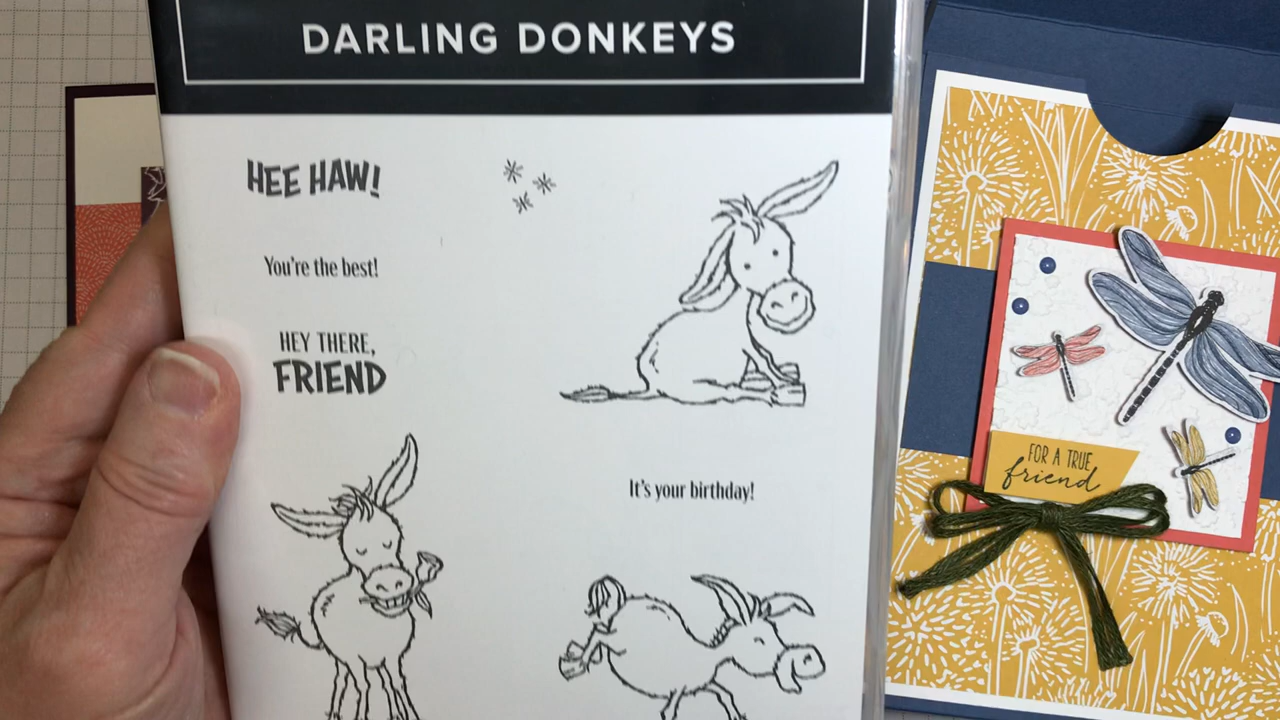 DARLING DONKEYS
HEE HAW!
You're the best!
HEY THERE,
FRIEND
It's your birthday!
FOR A TRUE
friend